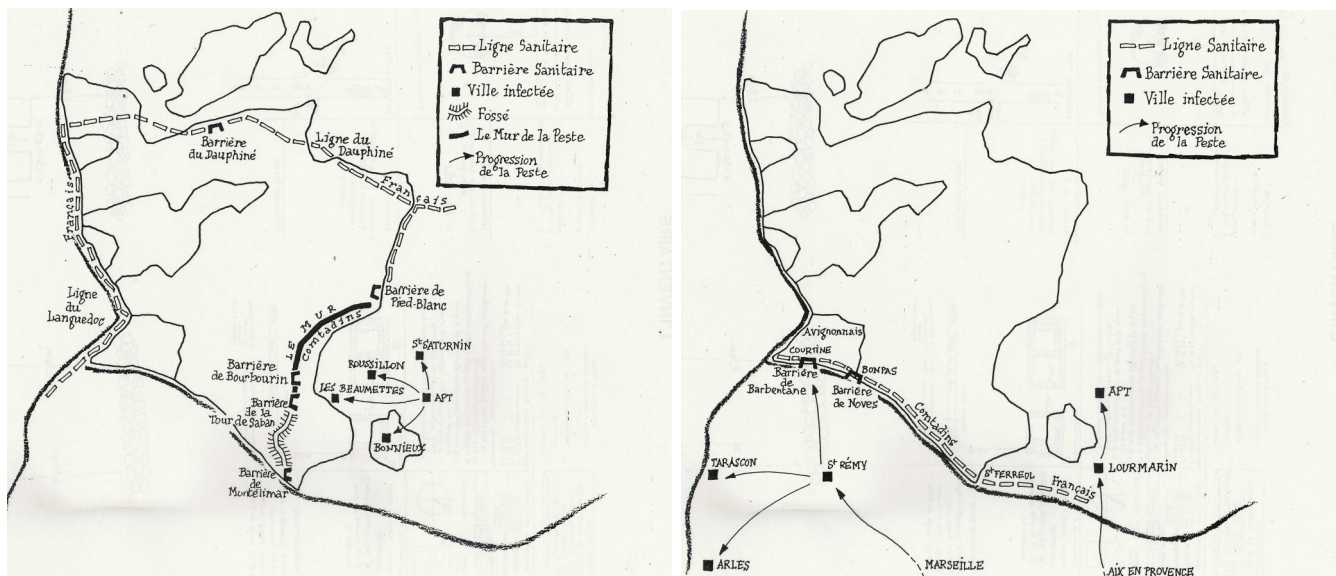 Ligne Sanitaire
Barrière Sanitaire
Ville infectée
Fossé
Le Mur de la Peste
Progression
de la Peste
Barrière
du Dauphiné
Ligne du
Dauphiné
Français
Français
Ligne
du
Languedoc
Barrière de
Pied-Blanc
LE MUR
Comtadins
St SATURNIN
ROUSSILLON
Barrière
de Bourbourin
LES BEAUMETTES
APT
Barrière
de la
Tour de Saban
BONNIEUX
Barrière
de
Montélimar
Ligne Sanitaire
Barrière Sanitaire
Ville infectée
Progression
de la Peste
Avignonnais
COURTINE
BONPAS
Barrière
de
Barbentane
Barrière
de Noves
Comtadins
APT
TARASCON
St RÉMY
St FERREOL
Français
LOURMARIN
ARLES
MARSEILLE
AIX EN PROVENCE